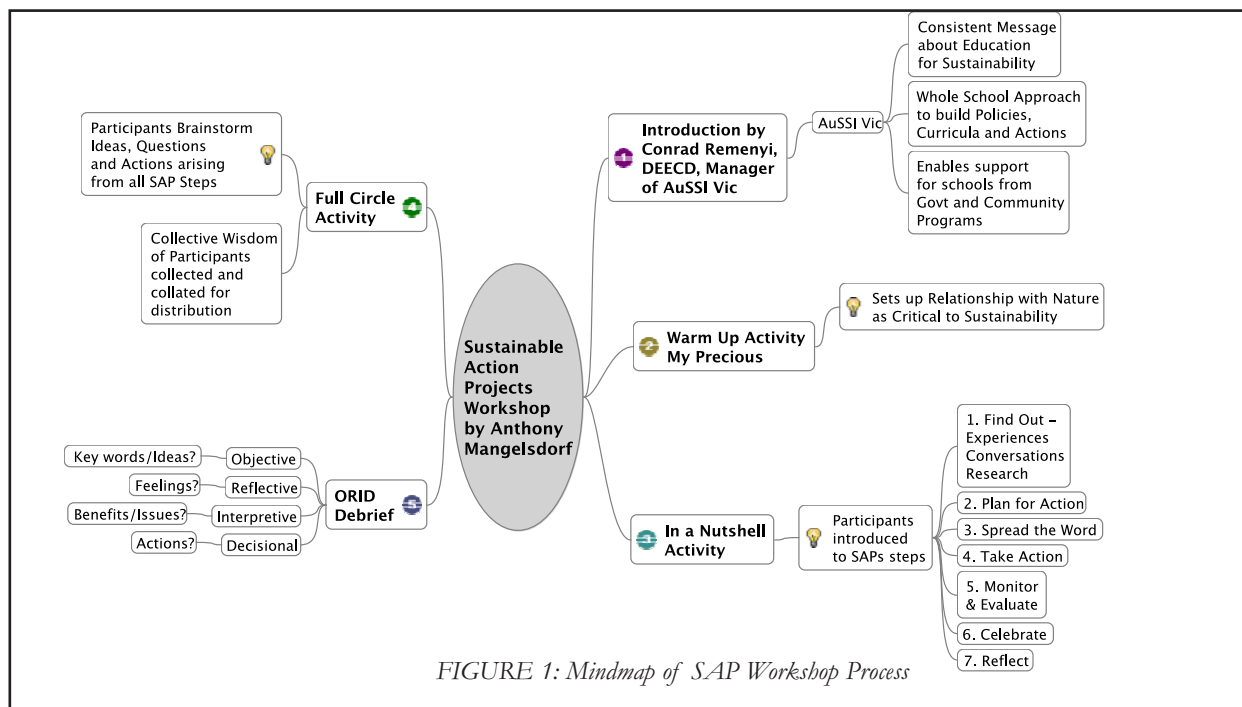 Sustainable
Action
Projects
Workshop
by Anthony
Mangelsdorf
1
Introduction by
Conrad Remenyi,
DEECD, Manager
of AuSSI Vic
AuSSI Vic
Consistent Message
about Education
for Sustainability
Whole School Approach
to build Policies,
Curricula and Actions
Enables support
for schools from
Govt and Community
Programs
2
Warm Up Activity
My Precious
Sets up Relationship with Nature
as Critical to Sustainability
3
In a Nutshell
Activity
Participants
introduced
to SAPs steps
1. Find Out –
Experiences
Conversations
Research
2. Plan for Action
3. Spread the Word
4. Take Action
5. Monitor
& Evaluate
6. Celebrate
7. Reflect
Full Circle
Activity
4
Participants Brainstorm
Ideas, Questions
and Actions arising
from all SAP Steps
Collective Wisdom
of Participants
collected and
collated for
distribution
ORID
Debrief
5
Key words/Ideas? Objective
Feelings? Reflective
Benefits/Issues? Interpretive
Actions? Decisional
FIGURE 1: Mindmap of SAP Workshop Process